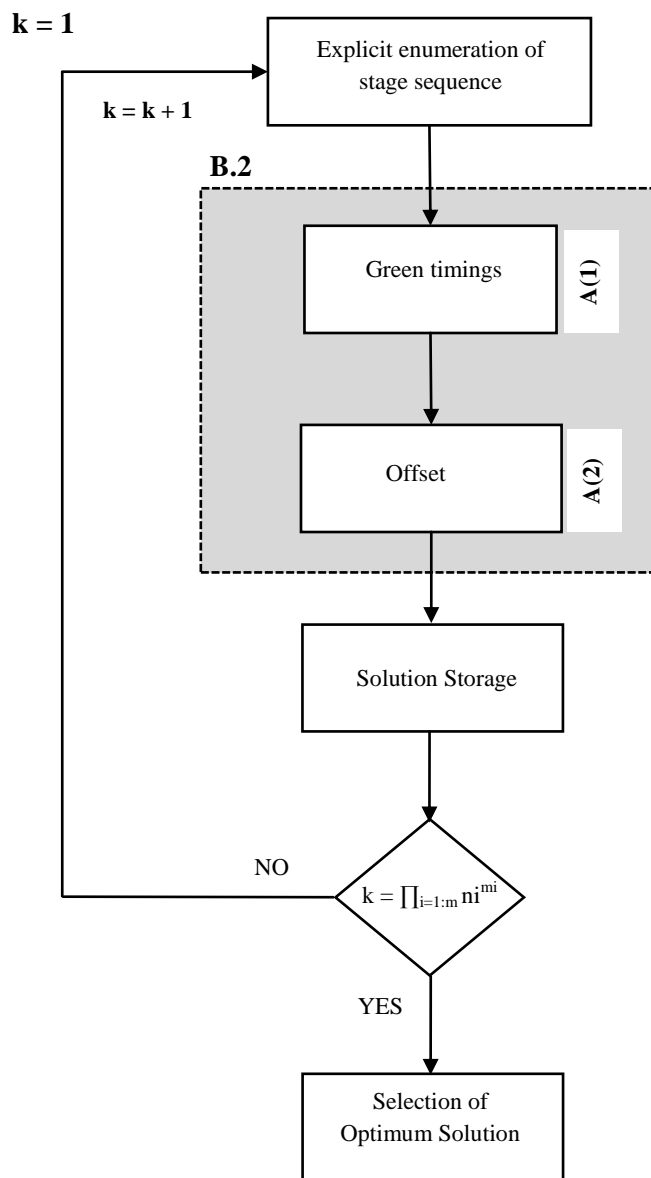 k = 1
Explicit enumeration of
stage sequence
k = k + 1
B.2
Green timings
A(1)
Offset
A(2)
Solution Storage
NO
k = ∏i=1:m ni^mi
YES
Selection of
Optimum Solution